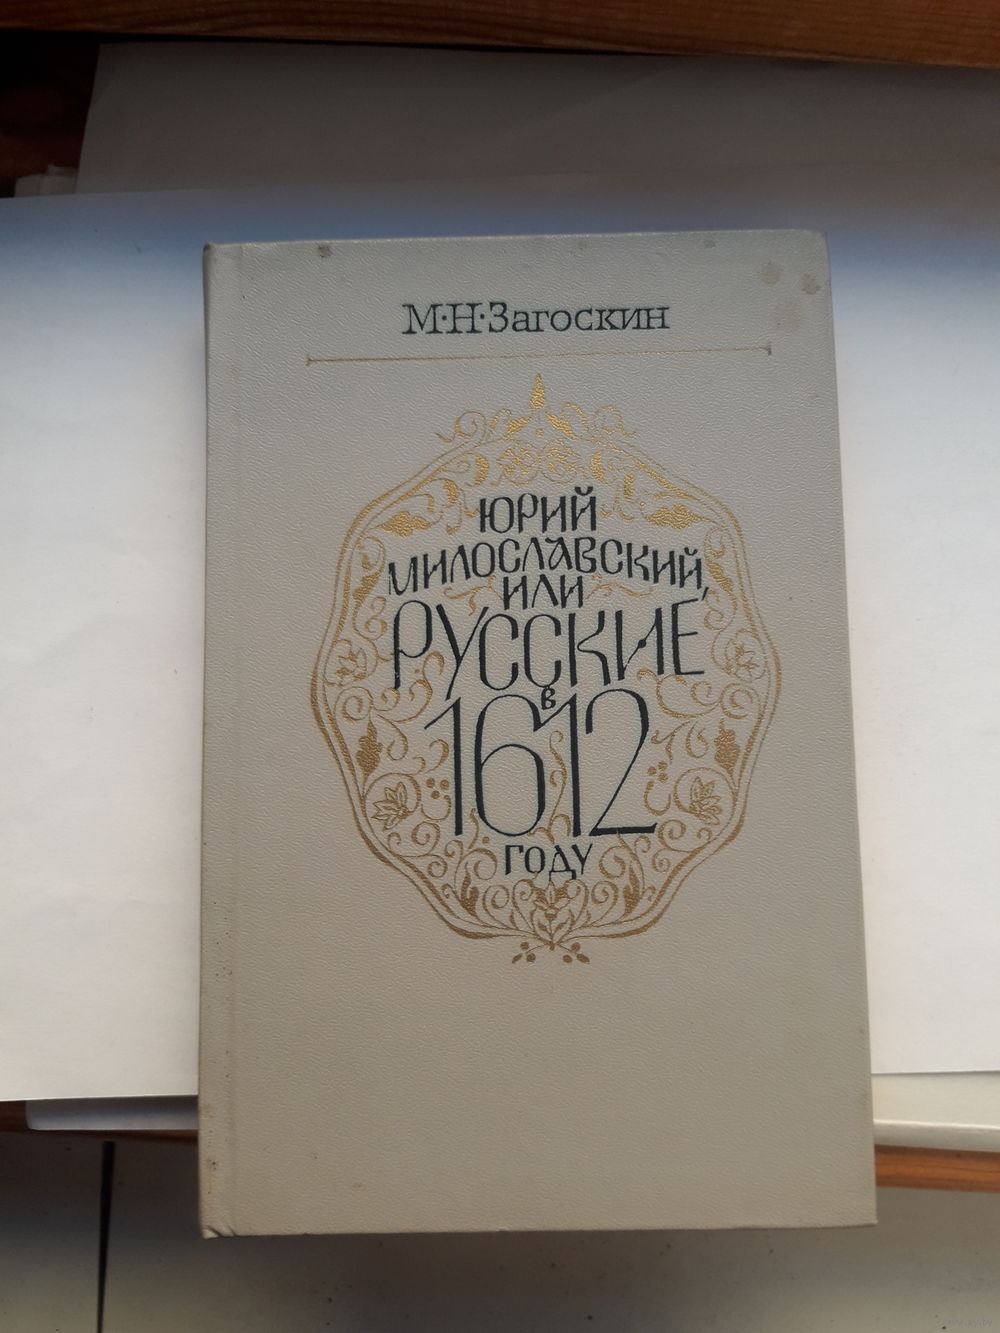 М·Н·Загоскин
ЮРИЙ
МИЛОСЛАВСКИЙ,
ИЛИ
РУССКИЕ
В
1612
ГОДУ